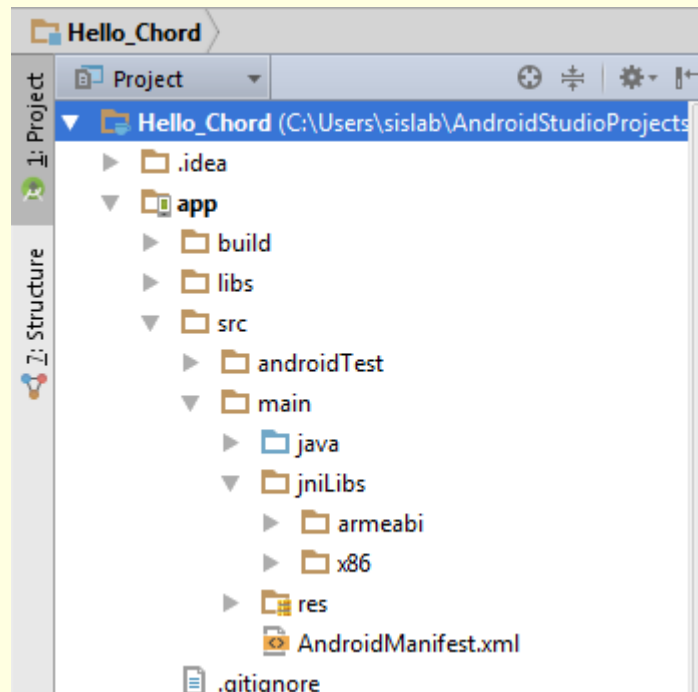 Hello_Chord
Project
1: Project
Hello_Chord (C:\Users\sislab\AndroidStudioProjects
.idea
app
build
libs
7: Structure
src
androidTest
main
java
jniLibs
armeabi
x86
res
AndroidManifest.xml
.gitignore